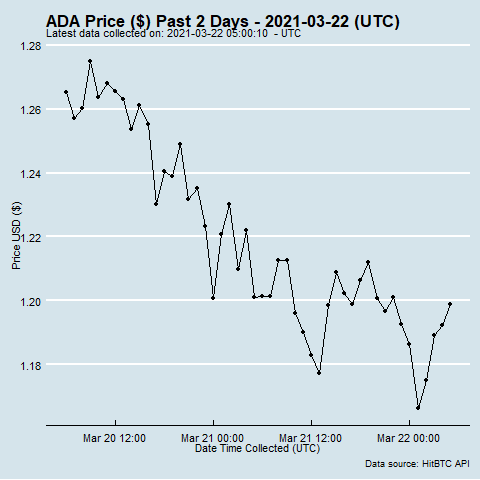 ADA Price ($) Past 2 Days - 2021-03-22 (UTC)
Latest data collected on: 2021-03-22 05:00:10  - UTC
1.28
1.26
1.24
1.22
1.20
1.18
Price USD ($)
Mar 20 12:00
Mar 21 00:00
Mar 21 12:00
Mar 22 00:00
Date Time Collected (UTC)
Data source: HitBTC API